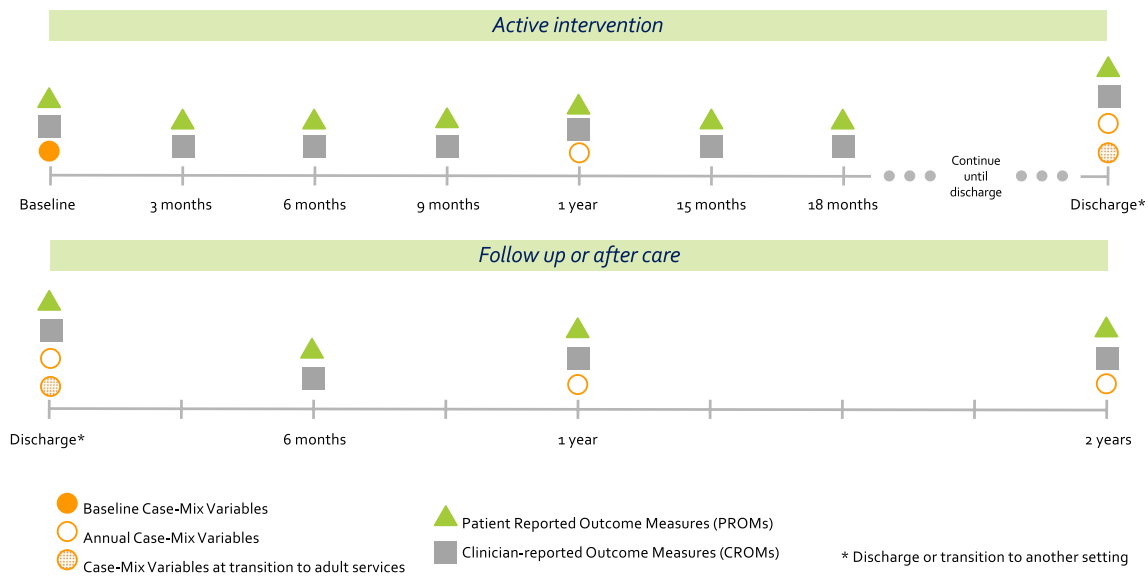 Active intervention
Continue
until
discharge
Baseline
3 months
6 months
9 months
1 year
15 months
18 months
Discharge*
Follow up or after care
Discharge*
6 months
1 year
2 years
Baseline Case-Mix Variables
Annual Case-Mix Variables
Case-Mix Variables at transition to adult services
Patient Reported Outcome Measures (PROMs)
Clinician-reported Outcome Measures (CROMs)
* Discharge or transition to another setting